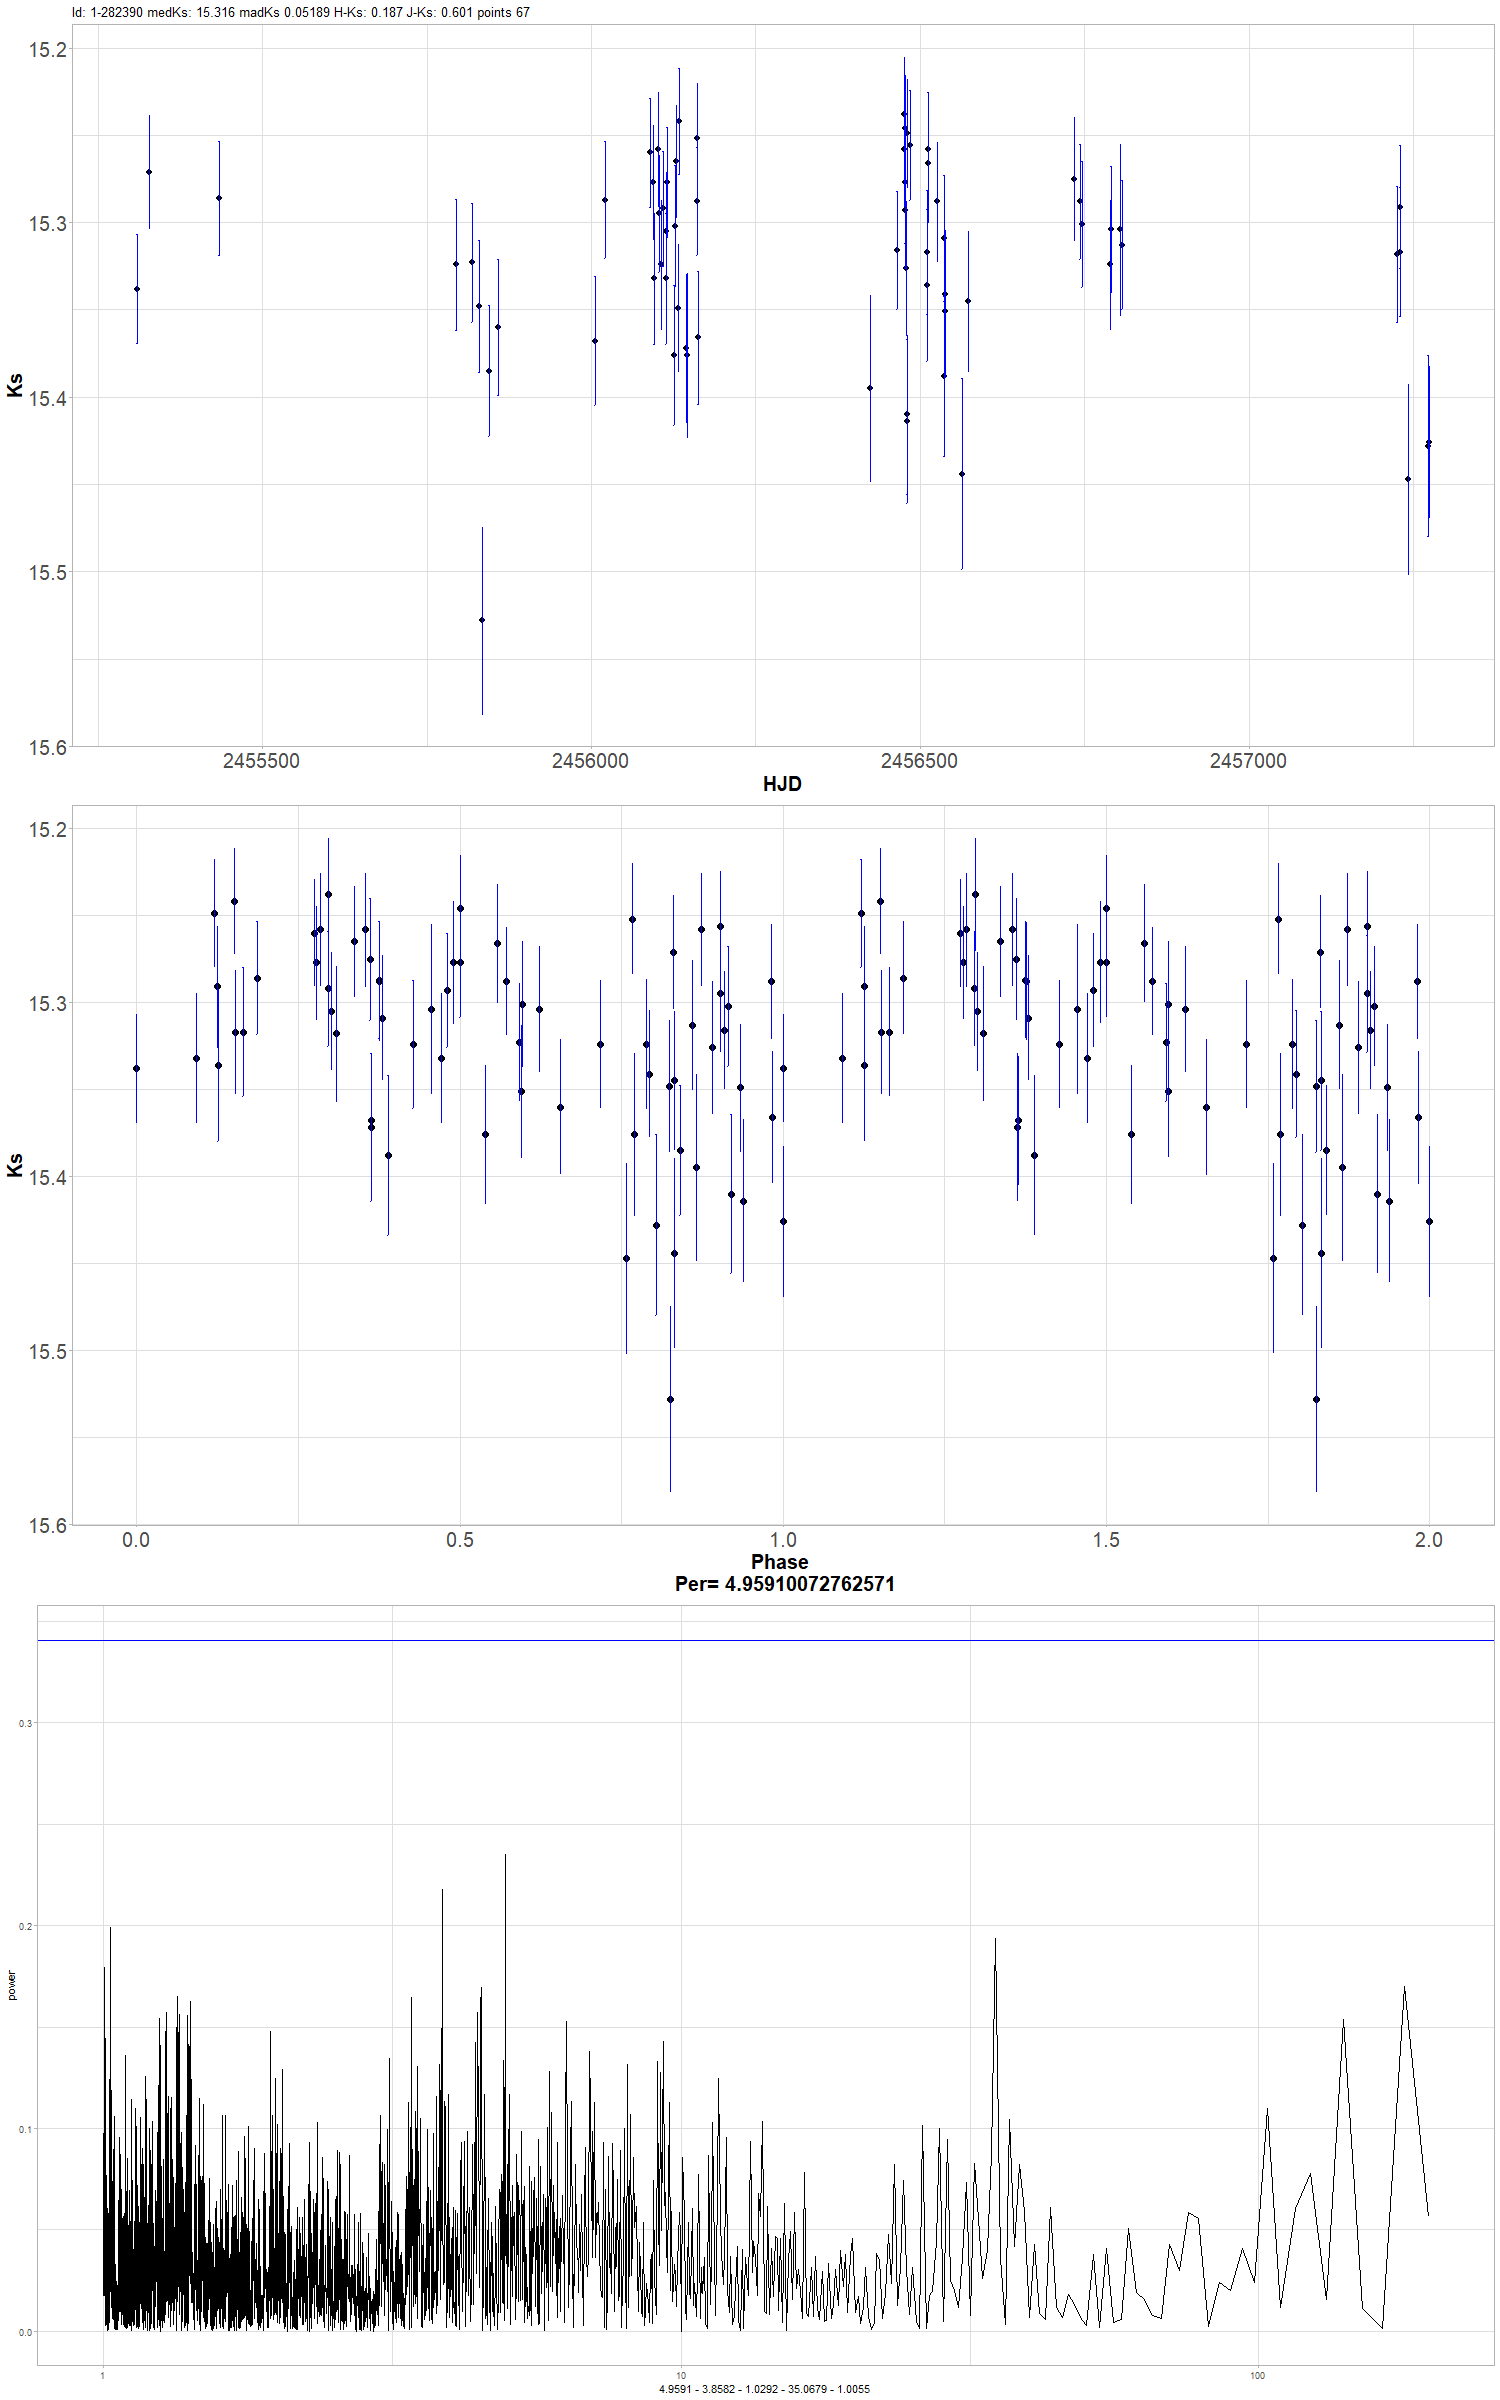 Id: 1-282390 medKs: 15.316 madKs 0.05189 H-Ks: 0.187 J-Ks: 0.601 points 67
15.2
15.3
15.4
15.5
15.6
Ks
2455500 2456000 2456500 2457000
HJD
15.2
15.3
15.4
15.5
15.6
Ks
0.0 0.5 1.0 1.5 2.0
Phase
Per= 4.95910072762571
0.3
0.2
0.1
0.0
power
1 10 100
4.9591 - 3.8582 - 1.0292 - 35.0679 - 1.0055